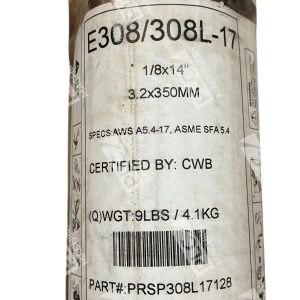 E308/308L-17
1/8x14"
3.2x350MM
SPECS:AWS A5.4-17, ASME SFA 5.4
CERTIFIED BY: CWB
(Q)WGT:9LBS / 4.1KG
PART#:PRSP308L17128